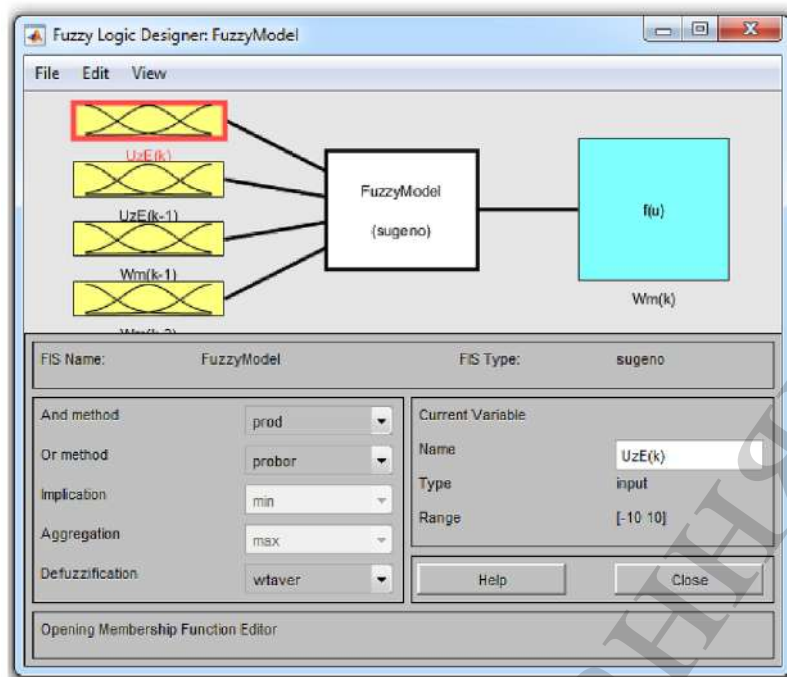 Fuzzy Logic Designer: FuzzyModel
File Edit View
UzE(k)
UzE(k-1)
Wm(k-1)
Wm(k-2)
FuzzyModel
(sugeno)
f(u)
Wm(k)
FIS Name: FuzzyModel FIS Type: sugeno
And method prod
Or method probor
Implication min
Aggregation max
Defuzzification wtaver
Current Variable
Name UzE(k)
Type input
Range [-10 10]
Help Close
Opening Membership Function Editor